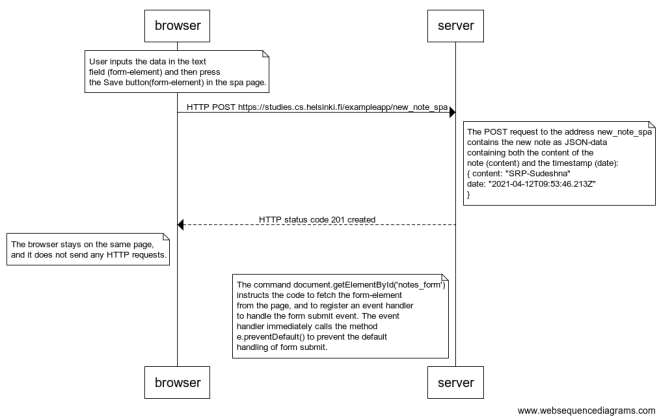 browser
server
User inputs the data in the text
field (form-element) and then press
the Save button(form-element) in the spa page.
HTTP POST https://studies.cs.helsinki.fi/exampleapp/new_note_spa
The POST request to the address new_note_spa
contains the new note as JSON-data
containing both the content of the
note (content) and the timestamp (date):
{ content: "SRP-Sudeshna"
date: "2021-04-12T09:53:46.213Z"
}
HTTP status code 201 created
The browser stays on the same page,
and it does not send any HTTP requests.
The command document.getElementById('notes_form')
instructs the code to fetch the form-element
from the page, and to register an event handler
to handle the form submit event. The event
handler immediately calls the method
e.preventDefault() to prevent the default
handling of form submit.
browser
server
www.websequencediagrams.com